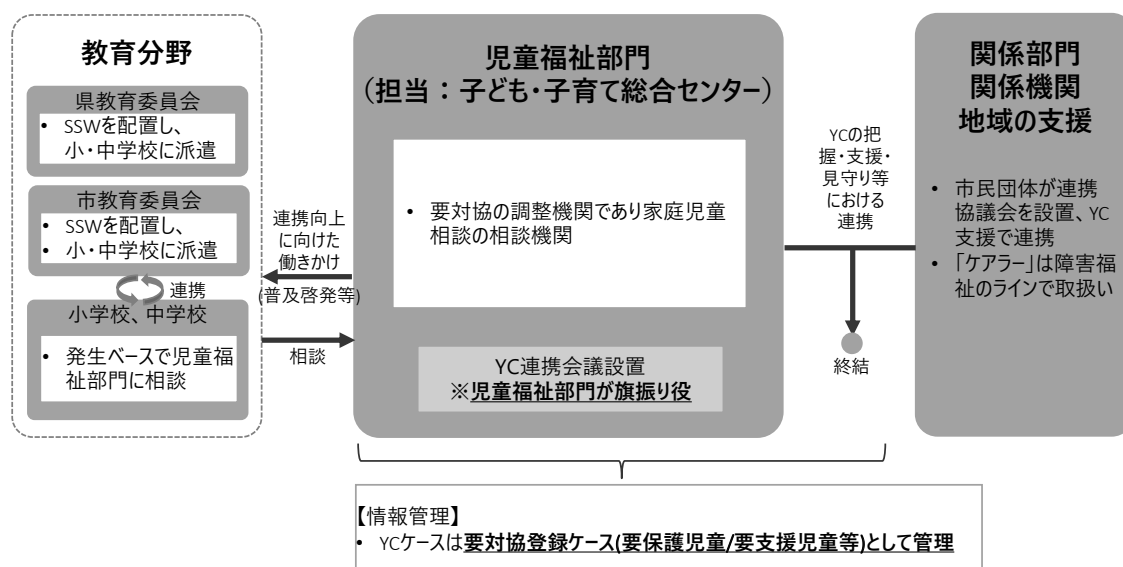 教育分野
県教育委員会
• SSWを配置し、
小・中学校に派遣
市教育委員会
• SSWを配置し、
• 小・中学校に派遣
連携
小学校、中学校
• 発生ベースで児童福
祉部門に相談
連携向上
に向けた
働きかけ
(普及啓発等)
相談
児童福祉部門
(担当：子ども・子育て総合センター)
• 要対協の調整機関であり家庭児童
相談の相談機関
YC連携会議設置
※児童福祉部門が旗振り役
YCの把
握・支援・
見守り等
における
連携
終結
関係部門
関係機関
地域の支援
• 市民団体が連携
協議会を設置、YC
支援で連携
• 「ケアラー」は障害福
祉のラインで取扱い
【情報管理】
• YCケースは要対協登録ケース(要保護児童/要支援児童等)として管理